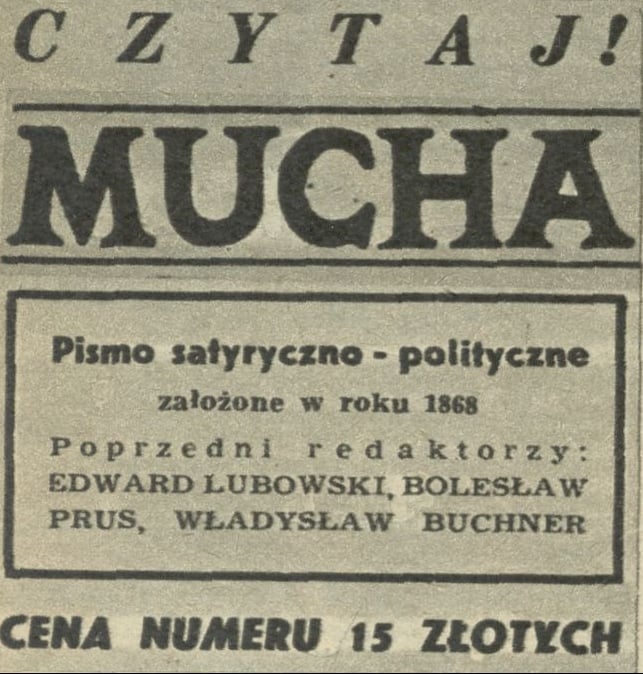 CZYTAJ!
MUCHA
Pismo satyryczno - polityczne
założone w roku 1868
Poprzedni redaktorzy:
EDWARD LUBOWSKI, BOLESŁAW
PRUS, WŁADYSŁAW BUCHNER
CENA NUMERU 15 ZŁOTYCH